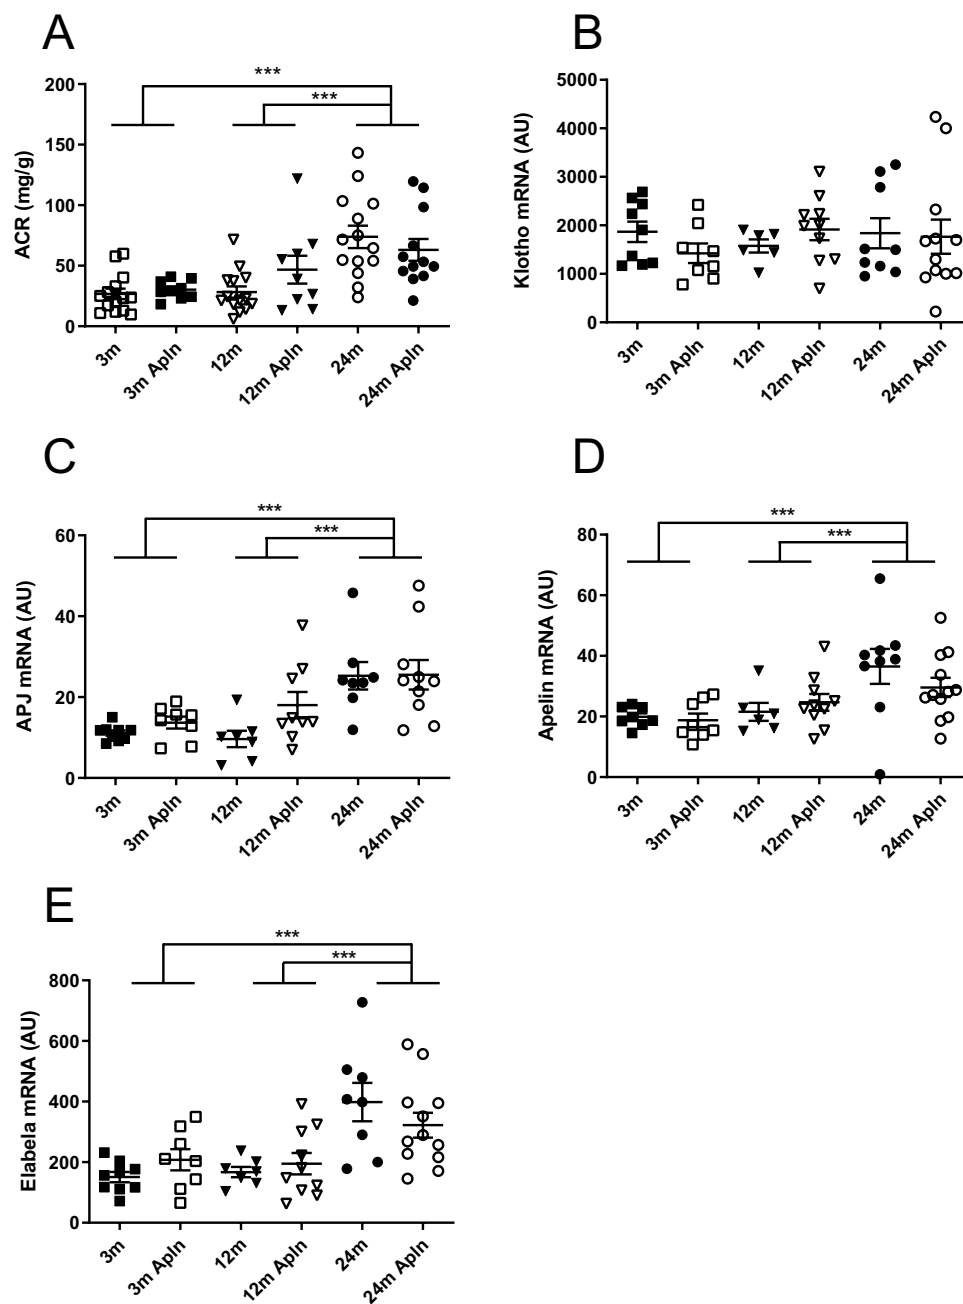 A
***
***
200
150
100
50
0
ACR (mg/g)
3m
3m Apln
12m
12m Apln
24m
24m Apln
B
5000
4000
3000
2000
1000
0
Klotho mRNA (AU)
3m
3m Apln
12m
12m Apln
24m
24m Apln
C
***
***
60
40
20
0
APJ mRNA (AU)
3m
3m Apln
12m
12m Apln
24m
24m Apln
D
***
***
80
60
40
20
0
Apelin mRNA (AU)
3m
3m Apln
12m
12m Apln
24m
24m Apln
E
***
***
800
600
400
200
0
Elabela mRNA (AU)
3m
3m Apln
12m
12m Apln
24m
24m Apln